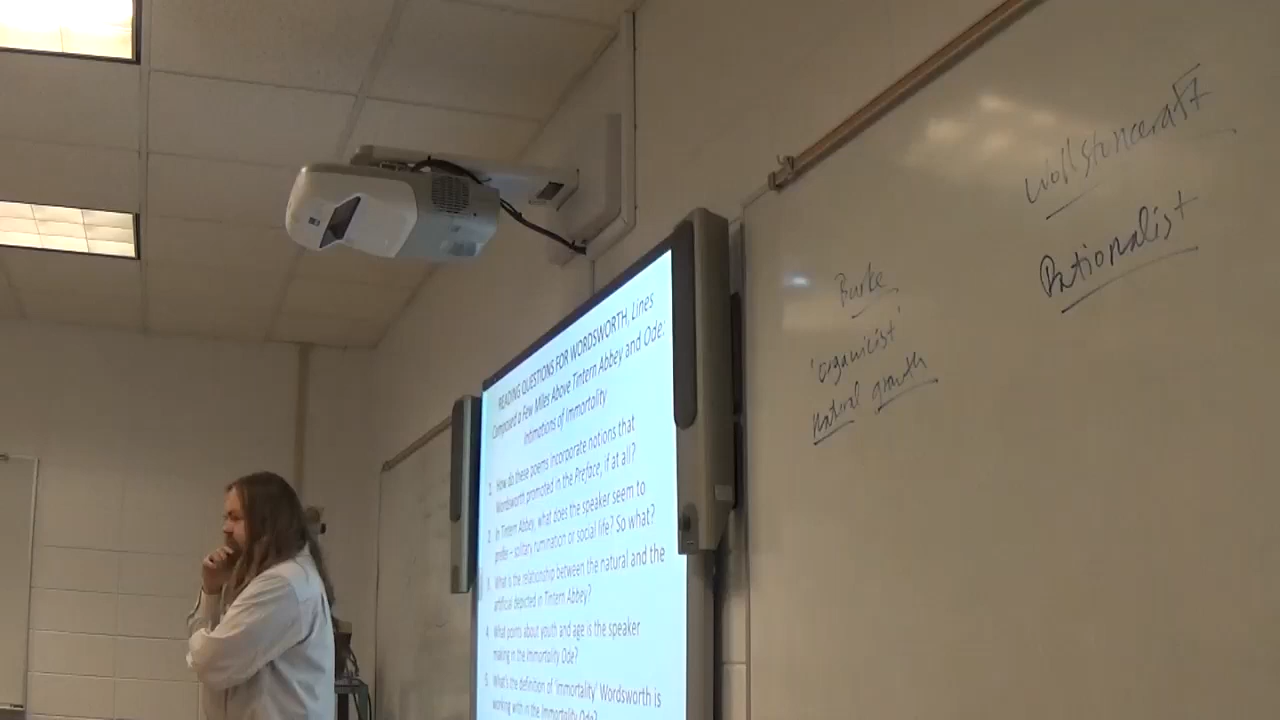 READING QUESTIONS FOR WORDSWORTH, Lines
Composed a Few Miles Above Tintern Abbey and Ode:
Intimations of Immortality
1. How do these poems incorporate notions that
Wordsworth promoted in the Preface, if at all?
2. In Tintern Abbey, what does the speaker seem to
prefer – solitary rumination or social life? So what?
3. What is the relationship between the natural and the
artificial depicted in Tintern Abbey?
4. What points about youth and age is the speaker
making in the Immortality Ode?
5. What's the definition of 'immortality' Wordsworth is
working with in the Immortality Ode?
Burke
'organicist'
natural growth
Wollstonecraft
Rationalist